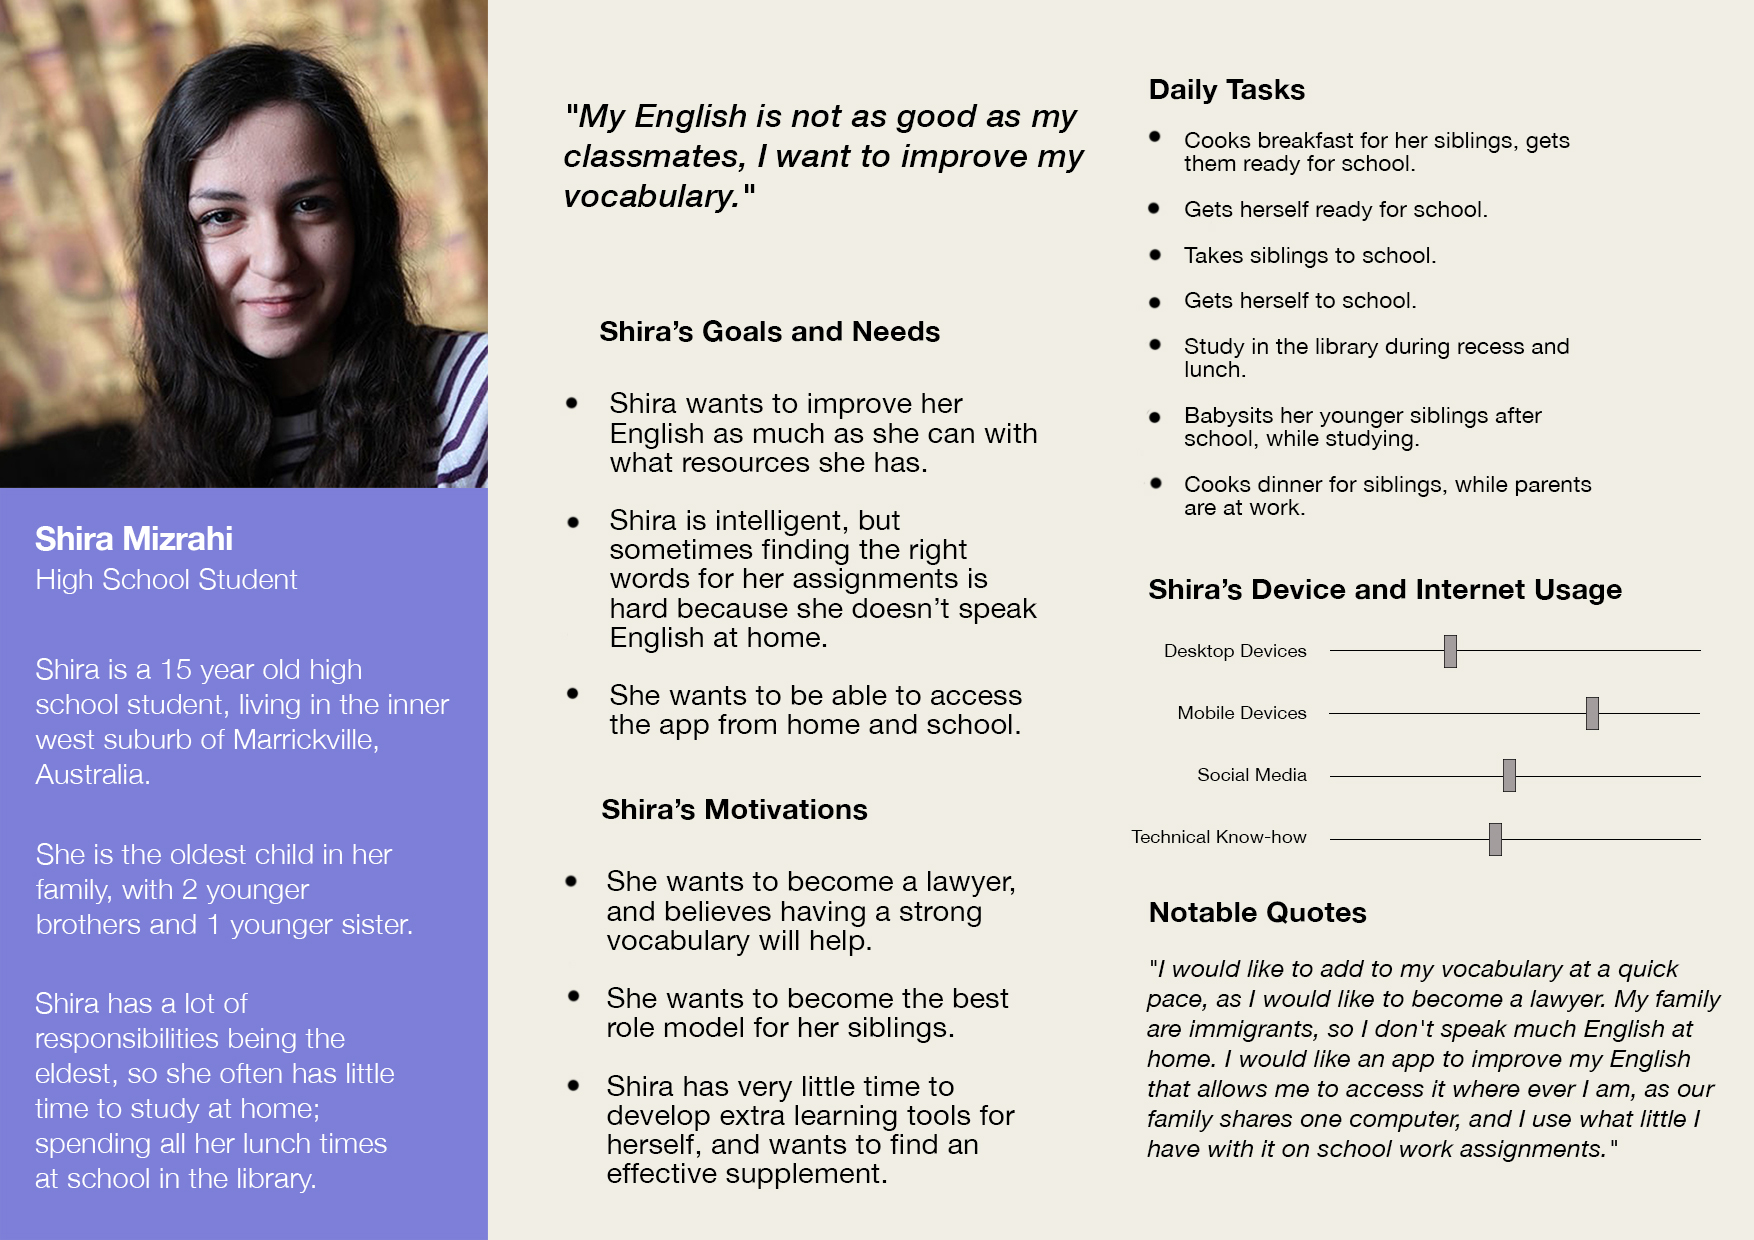 Shira Mizrahi
High School Student
Shira is a 15 year old high
school student, living in the inner
west suburb of Marrickville,
Australia.
She is the oldest child in her
family, with 2 younger
brothers and 1 younger sister.
Shira has a lot of
responsibilities being the
eldest, so she often has little
time to study at home;
spending all her lunch times
at school in the library.
"My English is not as good as my
classmates, I want to improve my
vocabulary."
Shira’s Goals and Needs
• Shira wants to improve her
English as much as she can with
what resources she has.
• Shira is intelligent, but
sometimes finding the right
words for her assignments is
hard because she doesn’t speak
English at home.
• She wants to be able to access
the app from home and school.
Shira’s Motivations
• She wants to become a lawyer,
and believes having a strong
vocabulary will help.
• She wants to become the best
role model for her siblings.
• Shira has very little time to
develop extra learning tools for
herself, and wants to find an
effective supplement.
Daily Tasks
• Cooks breakfast for her siblings, gets
them ready for school.
• Gets herself ready for school.
• Takes siblings to school.
• Gets herself to school.
• Study in the library during recess and
lunch.
• Babysits her younger siblings after
school, while studying.
• Cooks dinner for siblings, while parents
are at work.
Shira’s Device and Internet Usage
Desktop Devices
Mobile Devices
Social Media
Technical Know-how
Notable Quotes
"I would like to add to my vocabulary at a quick
pace, as I would like to become a lawyer. My family
are immigrants, so I don't speak much English at
home. I would like an app to improve my English
that allows me to access it where ever I am, as our
family shares one computer, and I use what little I
have with it on school work assignments."